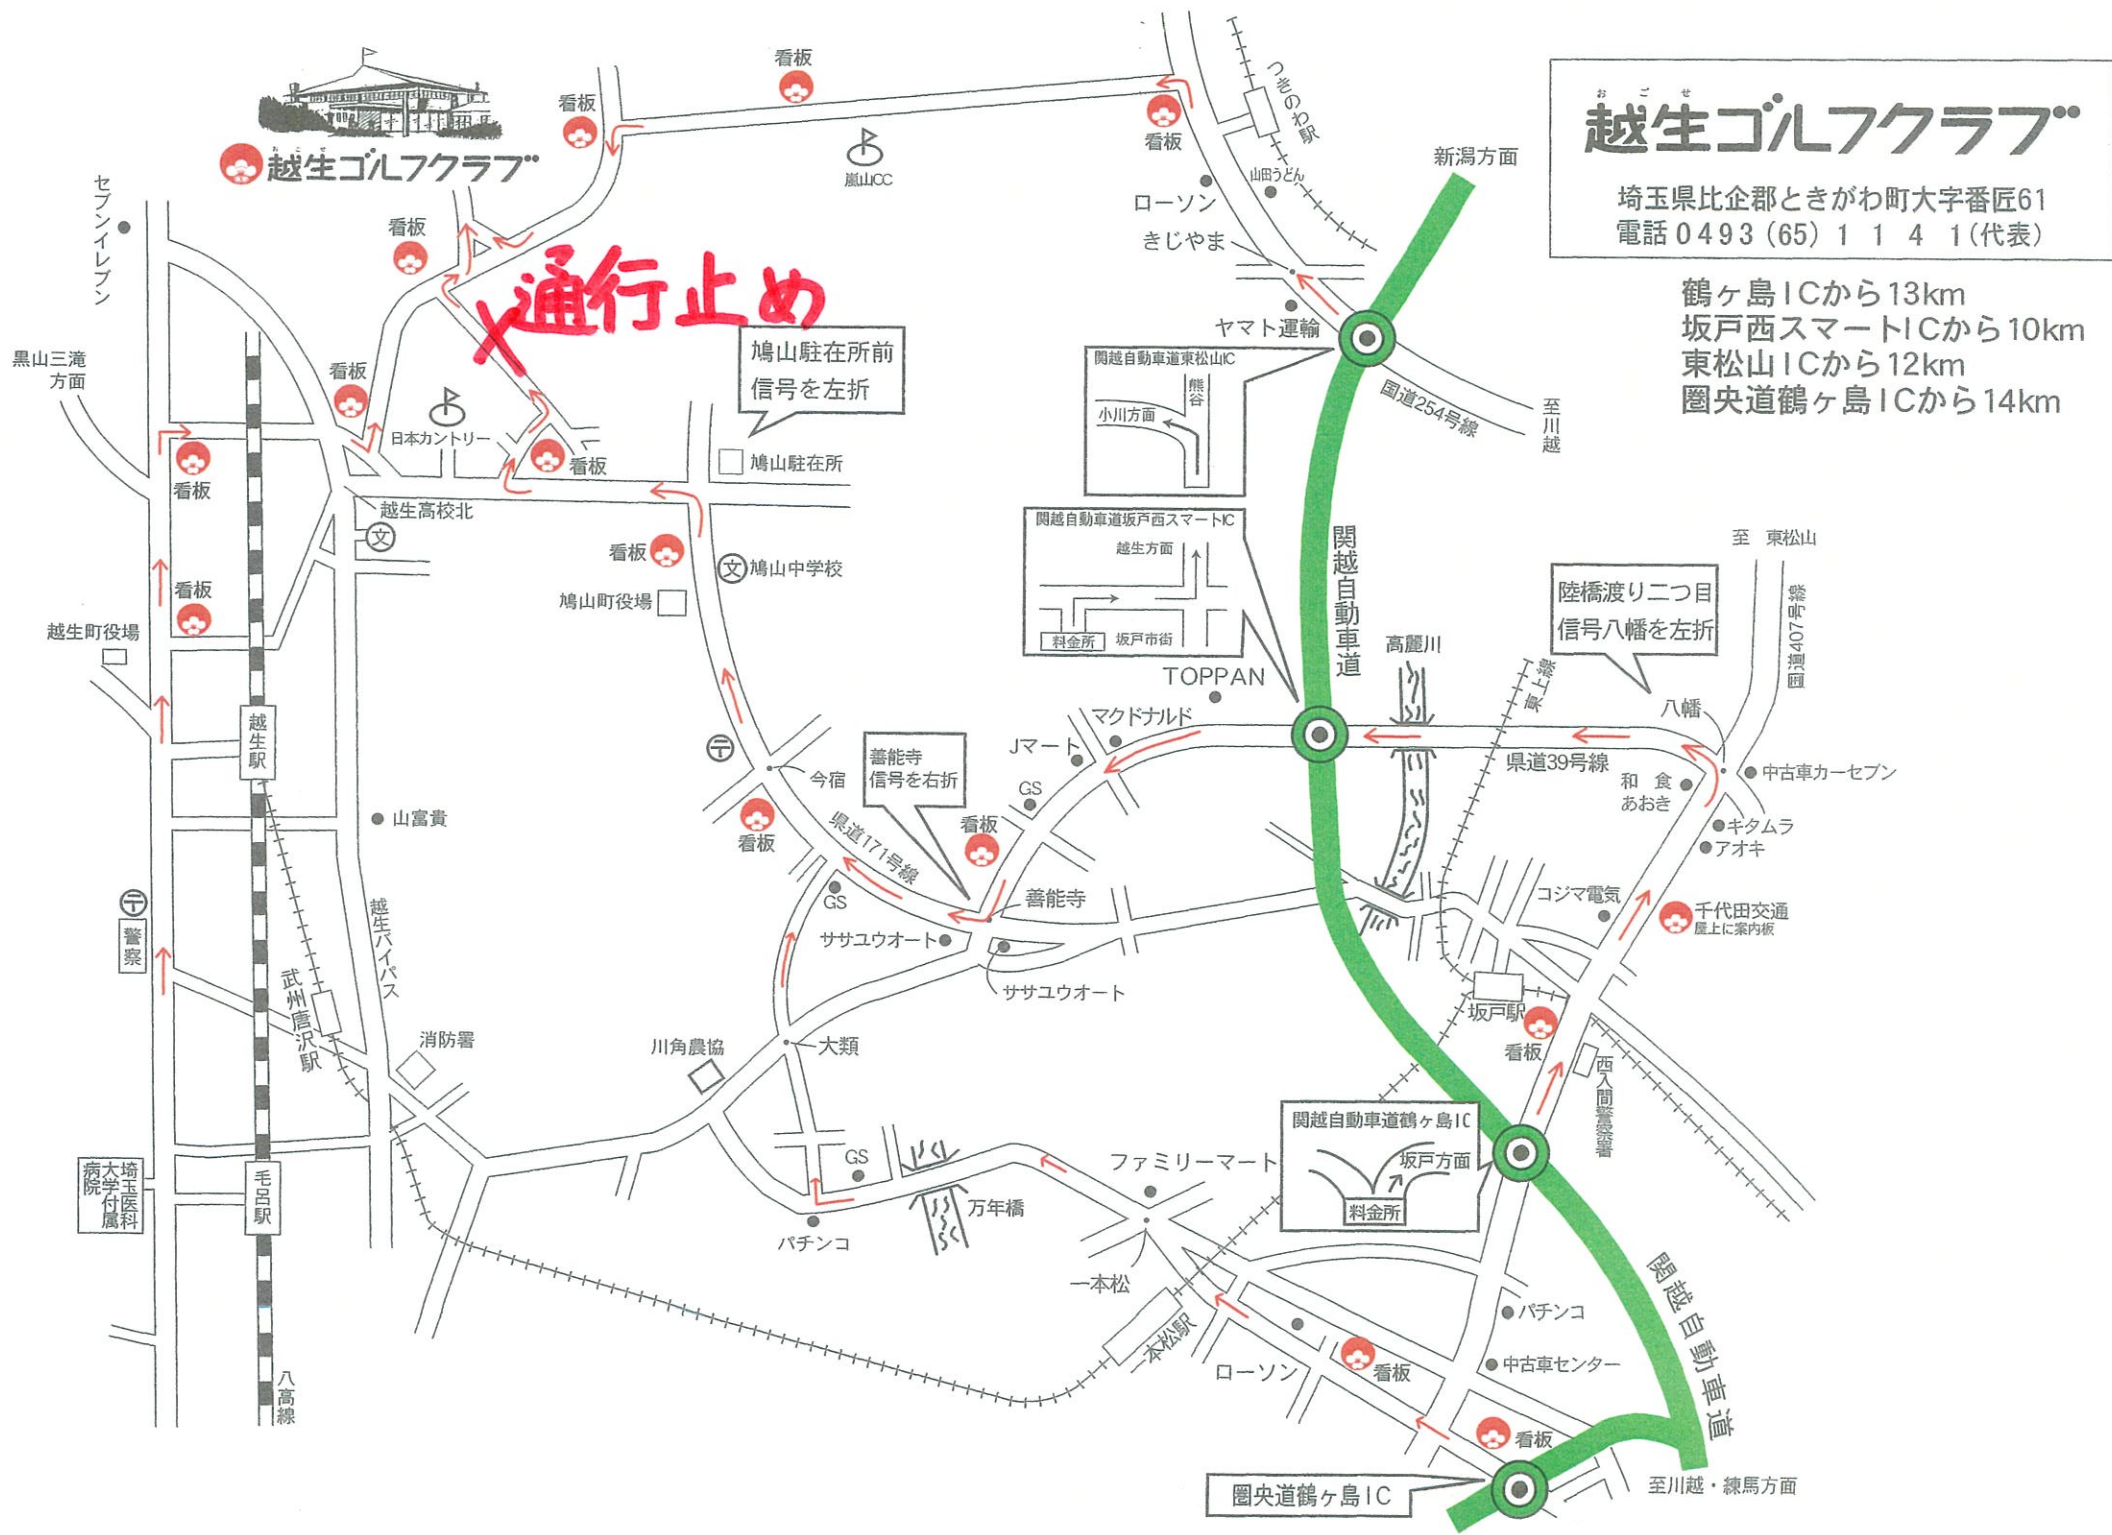 おごせ
越生ゴルフクラブ
埼玉県比企郡ときがわ町大字番匠61
電話0493(65)1141(代表)
鶴ヶ島ICから13km
坂戸西スマートICから10km
東松山ICから12km
圏央道鶴ヶ島ICから14km
看板
看板
看板
おごせ
越生ゴルフクラブ
嵐山CC
つきのわ駅
山田うどん
ローソン
きじやま
新潟方面
ヤマト運輸
セブンイレブン
看板
通行止め
鳩山駐在所前
信号を左折
関越自動車道東松山IC
熊谷
小川方面
国道254号線
至川越
黒山三滝
方面
看板
日本カントリー
看板
看板
鳩山駐在所
越生高校北
文
看板
文
鳩山中学校
鳩山町役場
関越自動車道坂戸西スマートIC
越生方面
料金所
坂戸市街
関越自動車道
至 東松山
国道407号線
陸橋渡り二つ目
信号八幡を左折
看板
越生町役場
高麗川
東上線
TOPPAN
八幡
マクドナルド
Jマート
越生駅
〒
今宿
善能寺
信号を右折
GS
県道39号線
和食
あおき
中古車カーセブン
キタムラ
アオキ
山富貴
看板
県道171号線
看板
GS
善能寺
コジマ電気
千代田交通
屋上に案内板
〒
警察
越生バイパス
ササユウオート
ササユウオート
武州唐沢駅
坂戸駅
看板
西入間警察署
消防署
川角農協
大類
関越自動車道鶴ヶ島IC
坂戸方面
料金所
埼玉医科
大学付属
病院
毛呂駅
GS
ファミリーマート
万年橋
パチンコ
一本松
一本松駅
関越自動車道
パチンコ
中古車センター
ローソン
看板
八高線
看板
圏央道鶴ヶ島IC
至川越・練馬方面